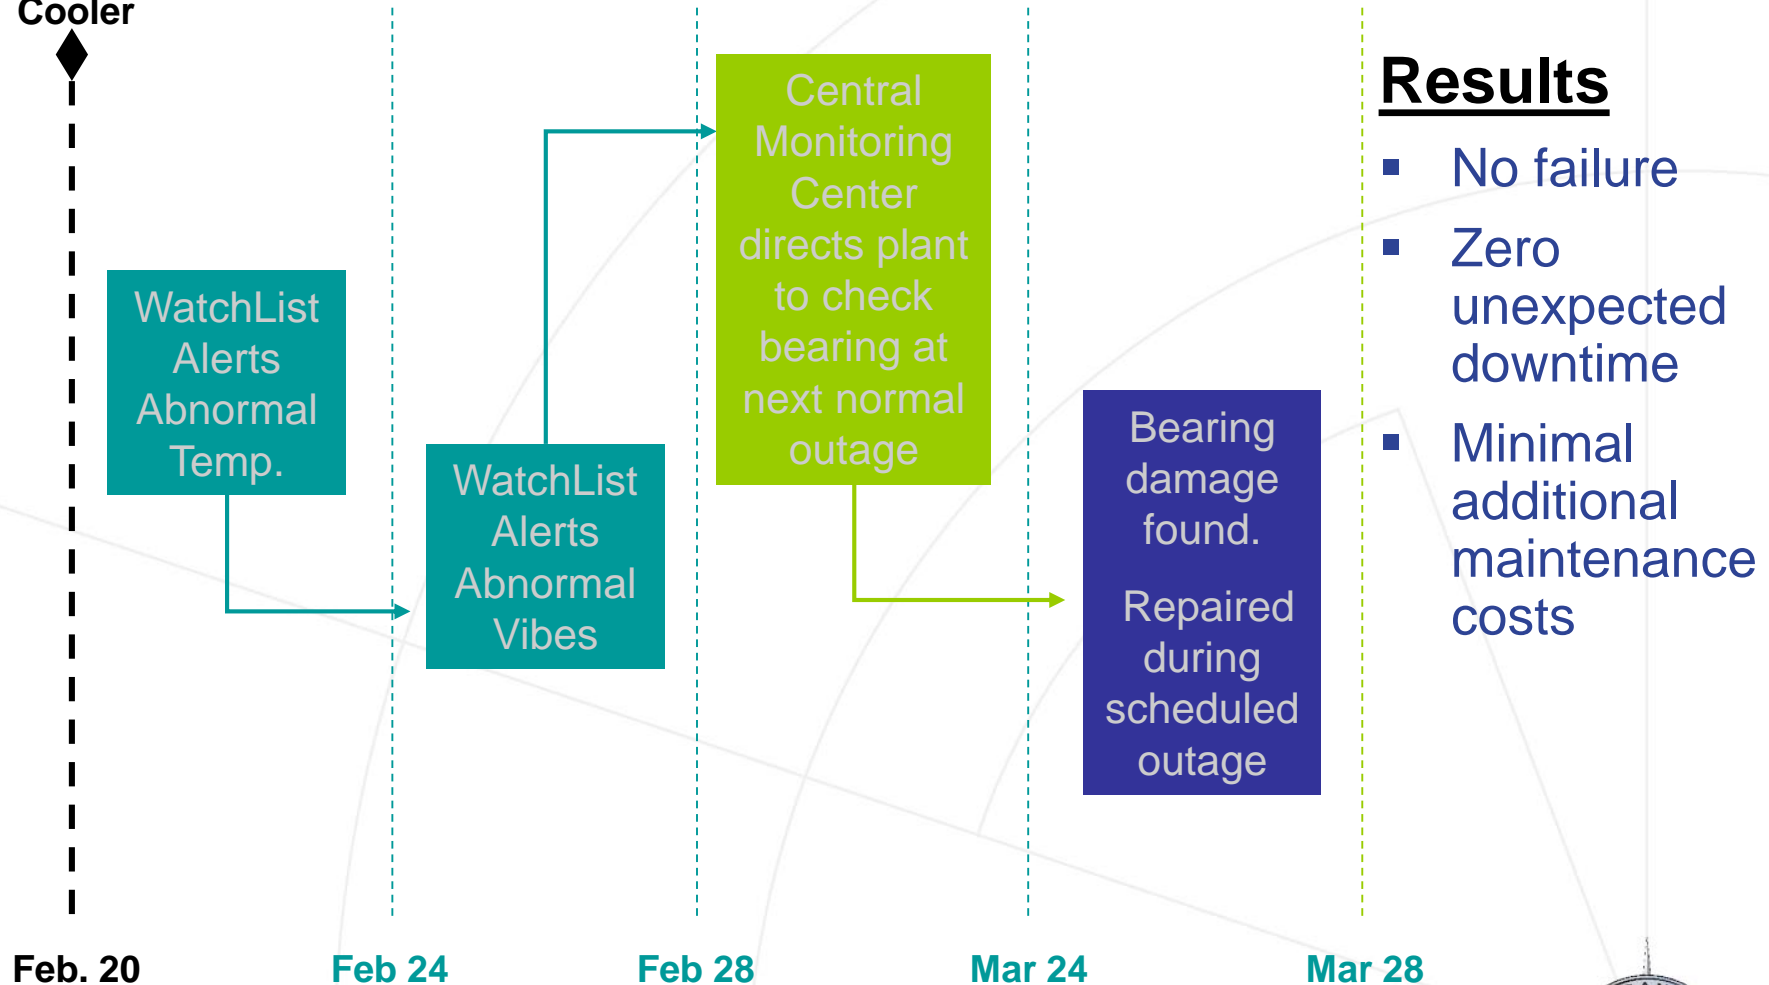 Cooler
WatchList
Alerts
Abnormal
Temp.
WatchList
Alerts
Abnormal
Vibes
Central
Monitoring
Center
directs plant
to check
bearing at
next normal
outage
Bearing
damage
found.
Repaired
during
scheduled
outage
Results
▪ No failure
▪ Zero
unexpected
downtime
▪ Minimal
additional
maintenance
costs
Feb. 20
Feb 24
Feb 28
Mar 24
Mar 28